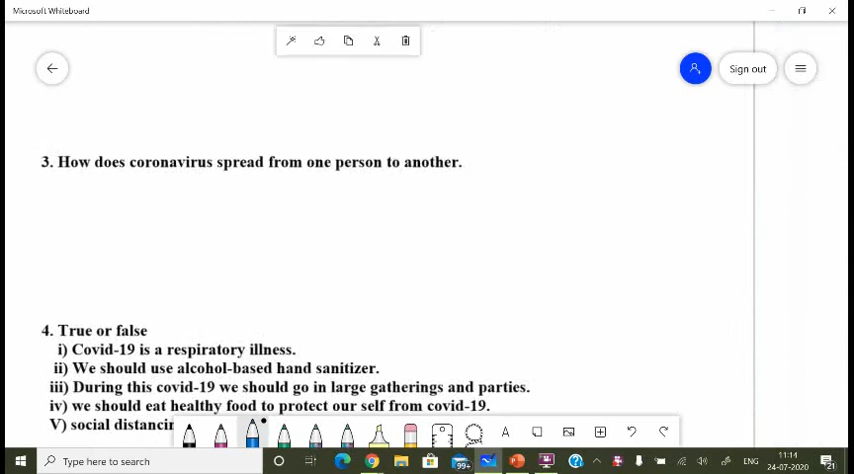 Microsoft Whiteboard
Sign out
3. How does coronavirus spread from one person to another.
4. True or false
i) Covid-19 is a respiratory illness.
ii) We should use alcohol-based hand sanitizer.
iii) During this covid-19 we should go in large gatherings and parties.
iv) we should eat healthy food to protect our self from covid-19.
V) social distancin
A
Type here to search
99+
ENG
11:14
24-07-2020
21